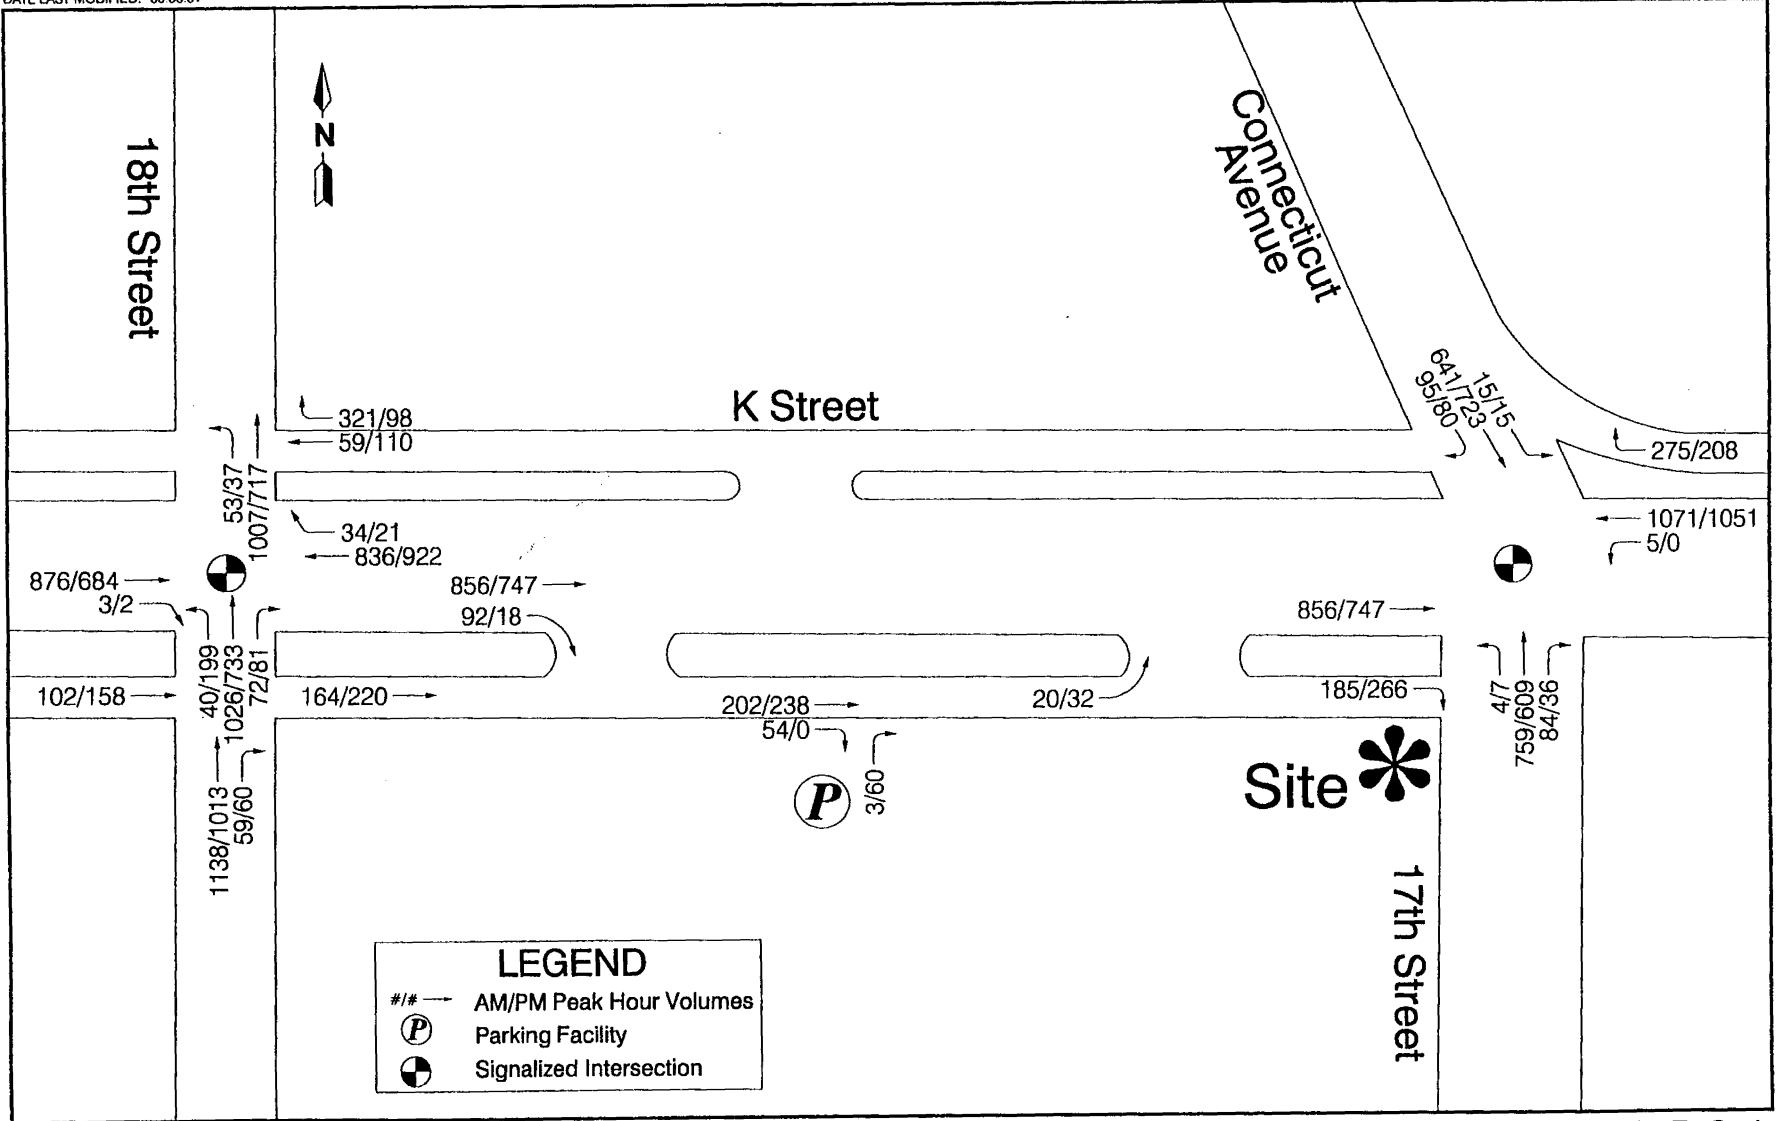 18th Street
N
Connecticut
Avenue
K Street
321/98
59/110
53/37
1007/717
34/21
836/922
876/684
3/2
856/747
92/18
102/158
40/199
1026/733
72/81
164/220
202/238
54/0
20/32
3/60
P
1138/1013
59/60
95/80
641/723
15/15
275/208
1071/1051
5/0
856/747
185/266
4/7
759/609
84/36
Site
17th Street
LEGEND
#/# AM/PM Peak Hour Volumes
P Parking Facility
Signalized Intersection